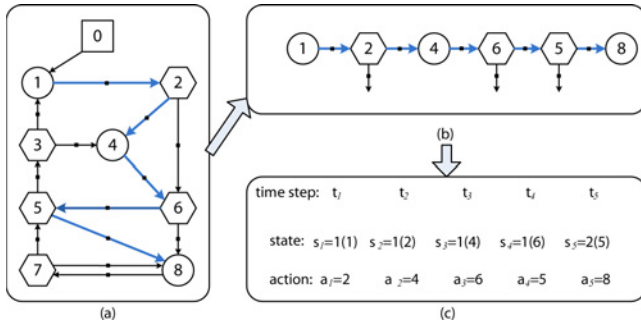 0
1
2
3
4
5
6
7
8
(a)
1 2 4 6 5 8
(b)
time step: t1 t2 t3 t4 t5
state: s1=1(1) s2=1(2) s3=1(4) s4=1(6) s5=2(5)
action: a1=2 a2=4 a3=6 a4=5 a5=8
(c)